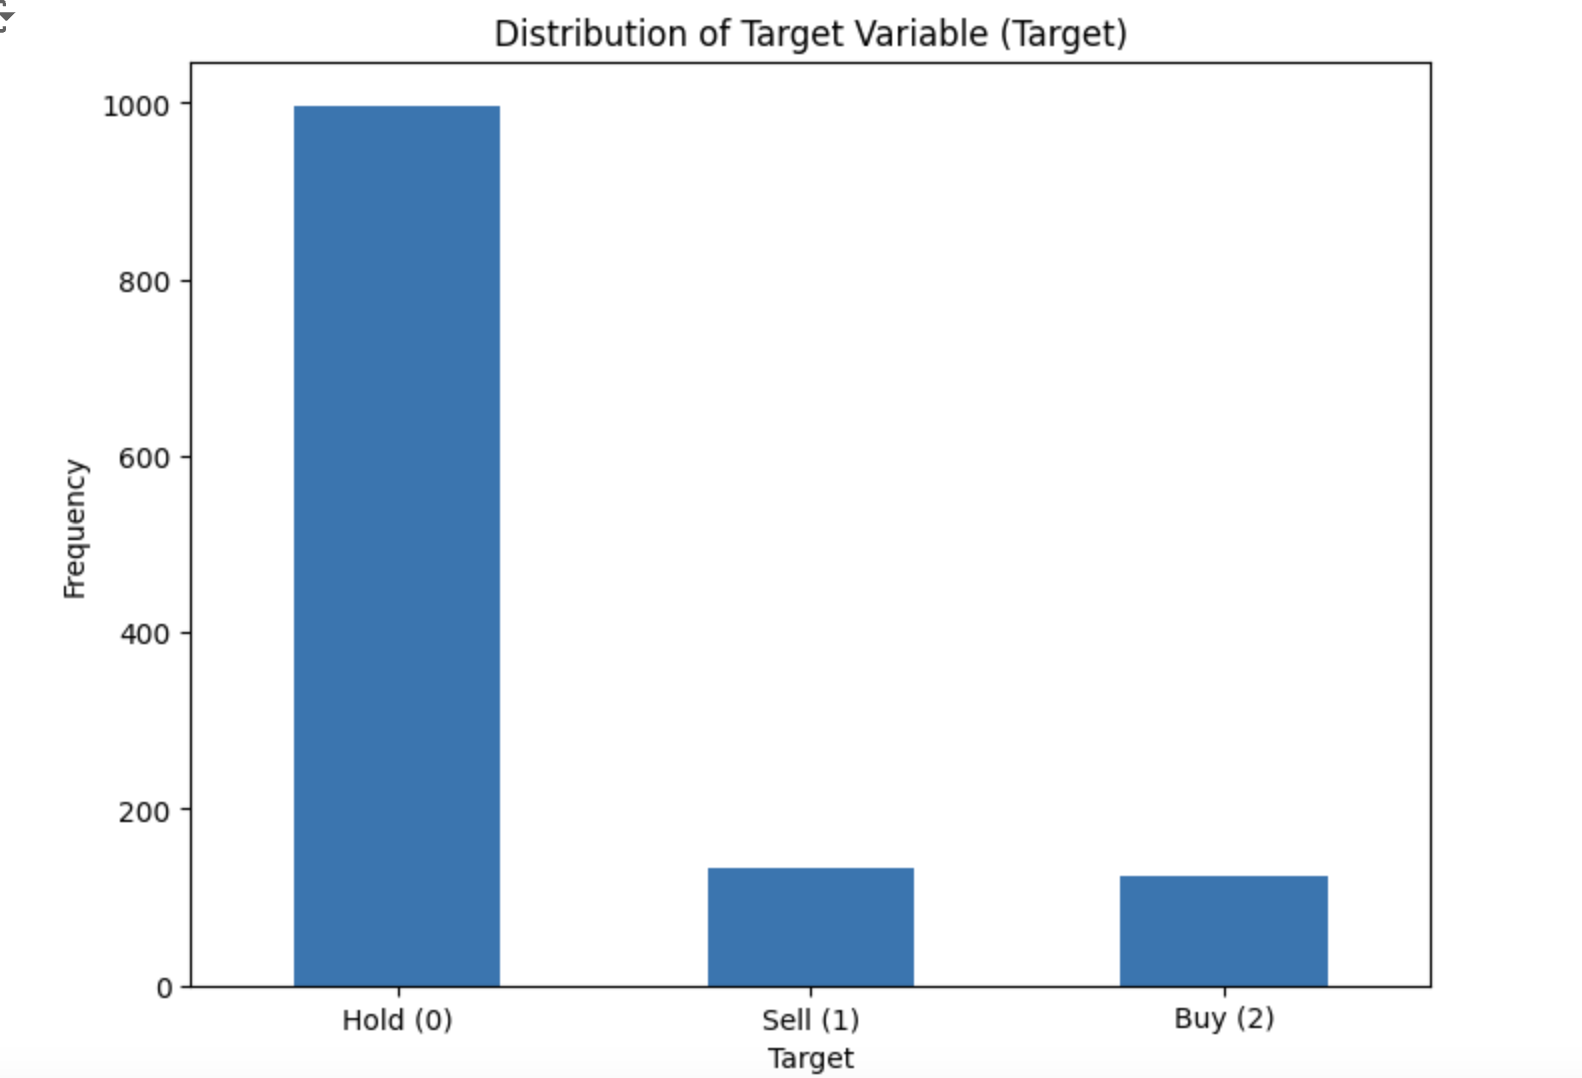 Distribution of Target Variable (Target)
1000
800
600
400
200
0
Frequency
Hold (0)
Sell (1)
Buy (2)
Target